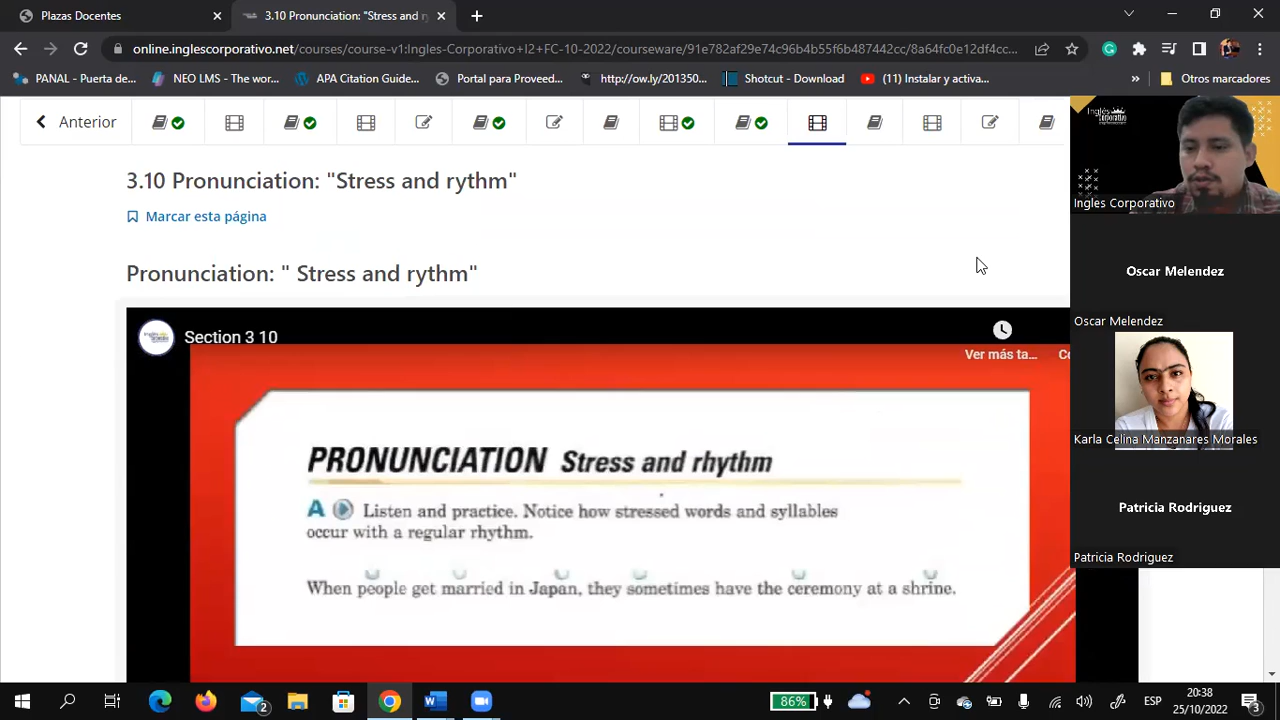 Plazas Docentes
3.10 Pronunciation: "Stress and r
online.inglescorporativo.net/courses/course-v1:Ingles-Corporativo+I2+FC-10-2022/courseware/91e782af29e74c96b4b55f6b487442cc/8a64fc0e12df4cc...
PANAL - Puerta de...
NEO LMS - The wor...
APA Citation Guide...
Portal para Proveed...
http://ow.ly/201350...
Shotcut - Download
(11) Instalar y activa...
»
Otros marcadores
Anterior
Inglés Corporativo
Ingles Corporativo
3.10 Pronunciation: "Stress and rythm"
Marcar esta página
Pronunciation: " Stress and rythm"
Oscar Melendez
Oscar Melendez
Section 3 10
Ver más ta...
Co
PRONUNCIATION Stress and rhythm
A Listen and practice. Notice how stressed words and syllables
occur with a regular rhythm.
When people get married in Japan, they sometimes have the ceremony at a shrine.
Karla Celina Manzanares Morales
Patricia Rodriguez
Patricia Rodriguez
2
86%
ESP
20:38
25/10/2022
3